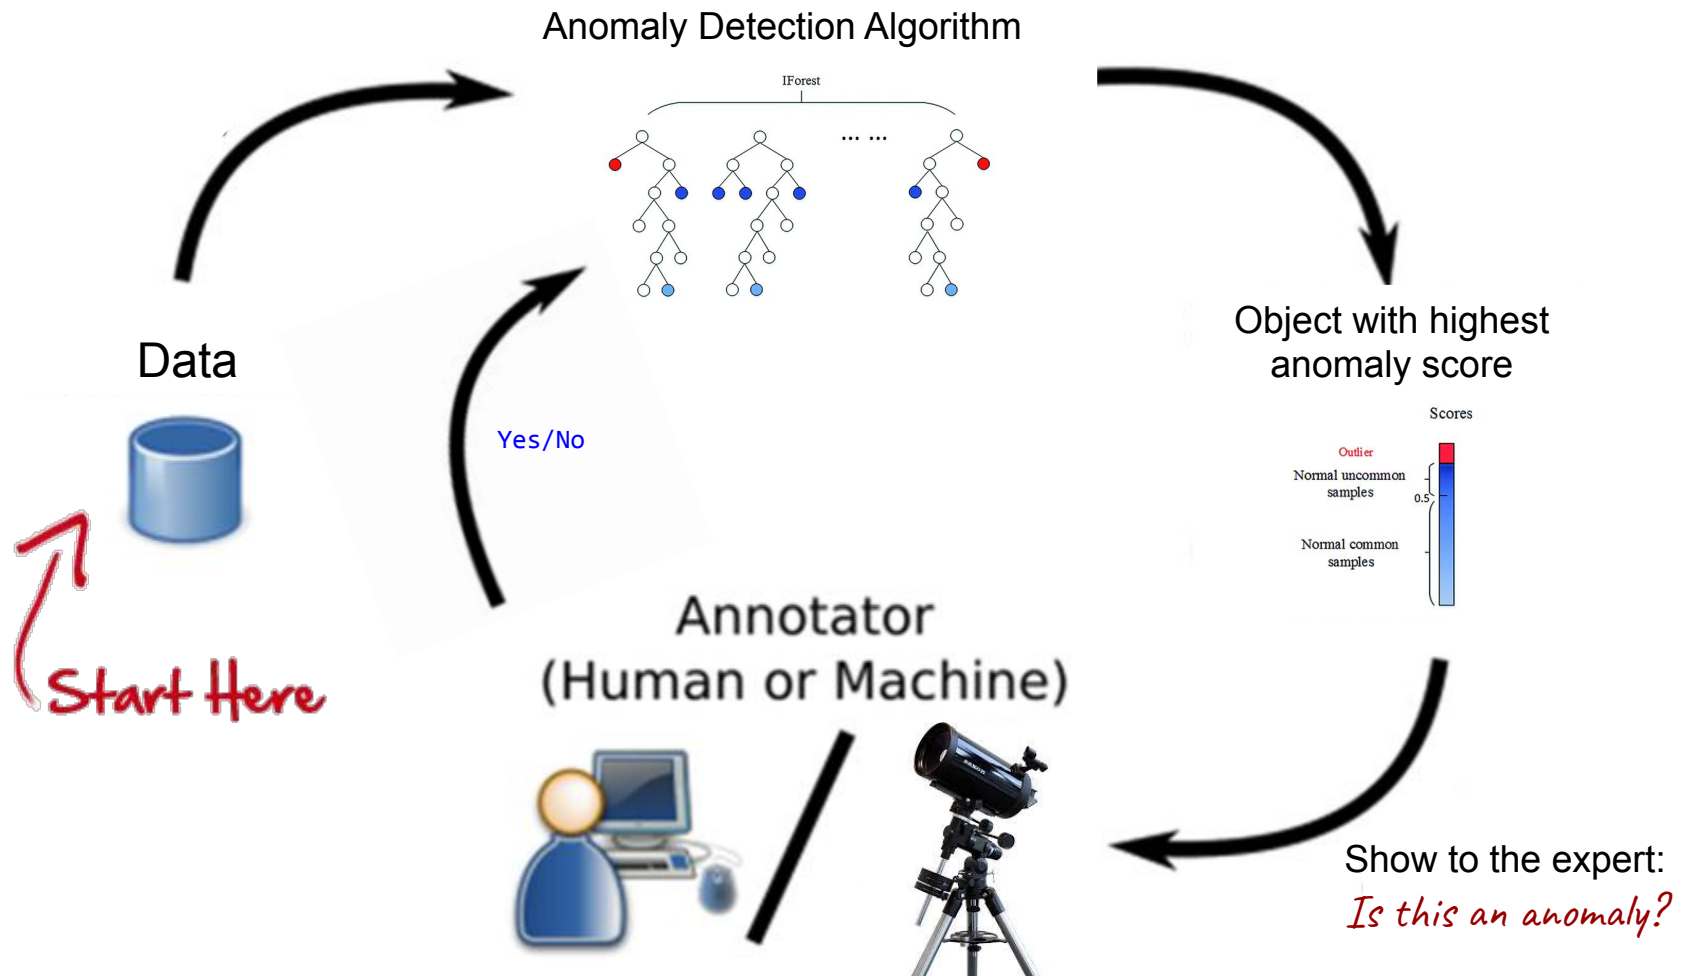 Anomaly Detection Algorithm
IForest
... ...
Data
Start Here
Yes/No
Object with highest
anomaly score
Scores
Outlier
Normal uncommon
samples
0.5
Normal common
samples
Annotator
(Human or Machine)
saxon
Show to the expert:
Is this an anomaly?